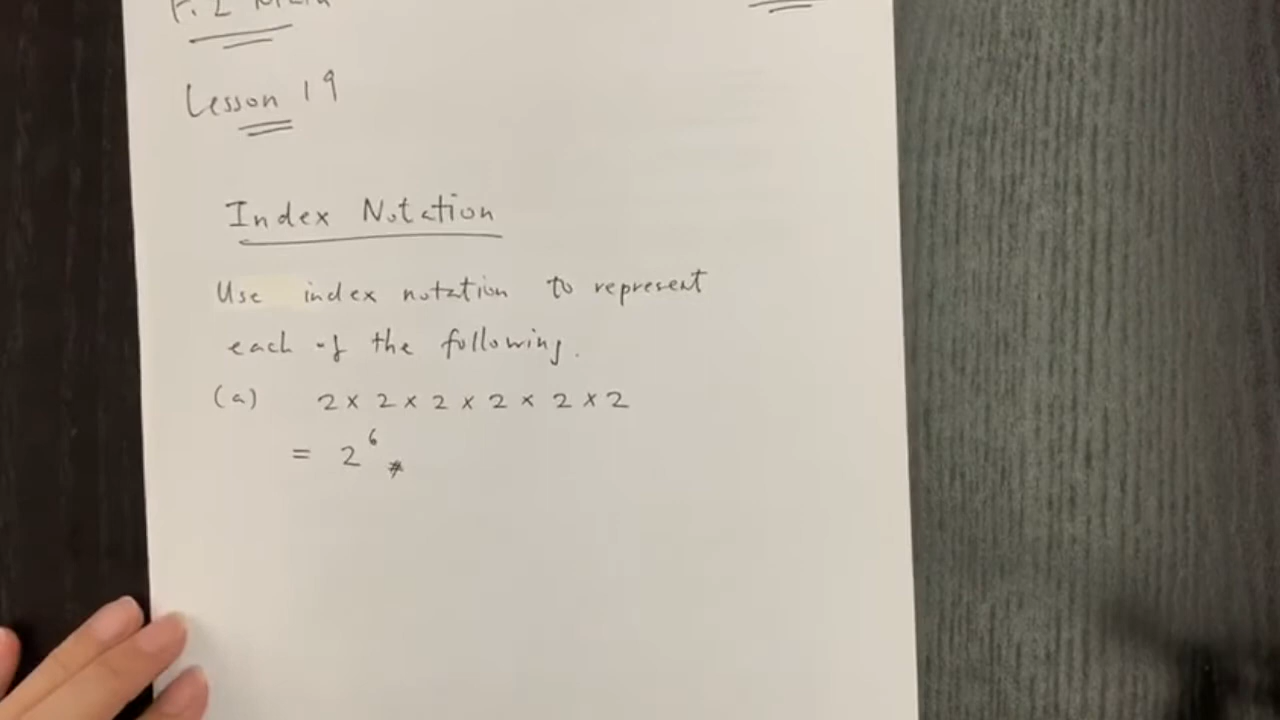 Lesson 19
Index Notation
Use index notation to represent
each of the following.
(a) 2 × 2 × 2 × 2 × 2 × 2
= 2⁶ #